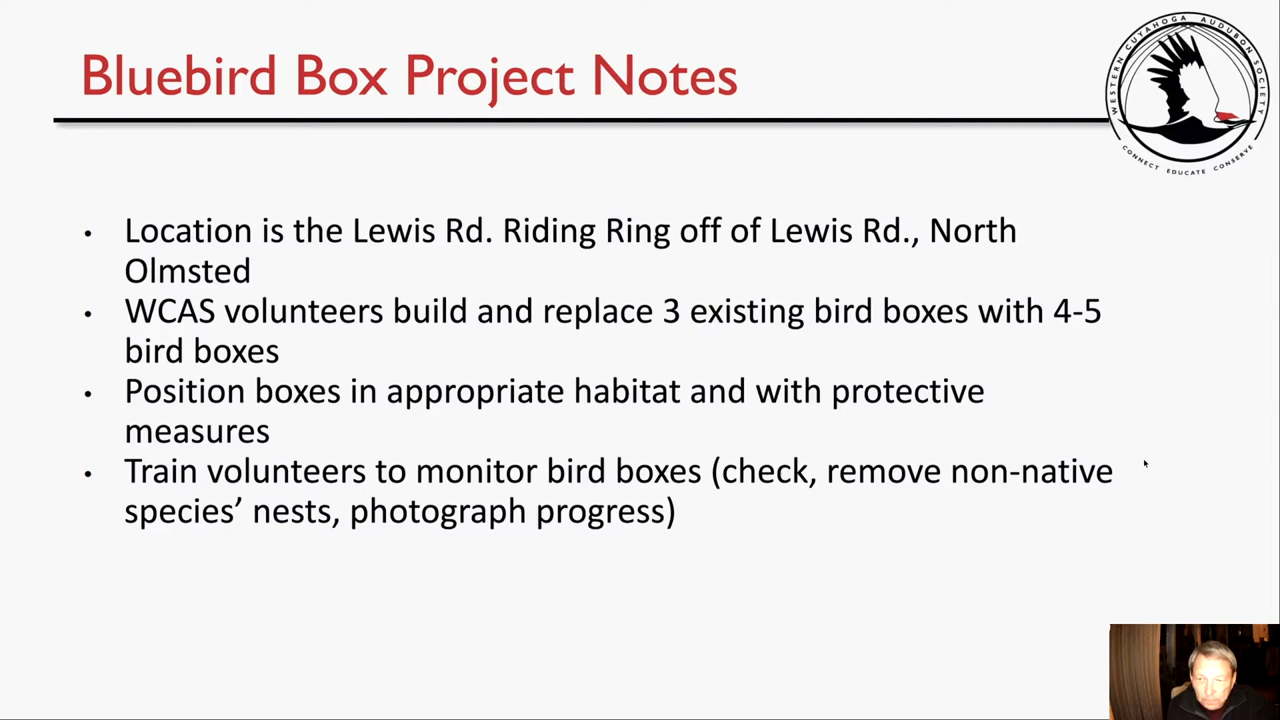 Bluebird Box Project Notes
WESTERN CUYAHOGA AUDUBON SOCIETY
CONNECT EDUCATE CONSERVE
• Location is the Lewis Rd. Riding Ring off of Lewis Rd., North
Olmsted
• WCAS volunteers build and replace 3 existing bird boxes with 4-5
bird boxes
• Position boxes in appropriate habitat and with protective
measures
• Train volunteers to monitor bird boxes (check, remove non-native
species’ nests, photograph progress)